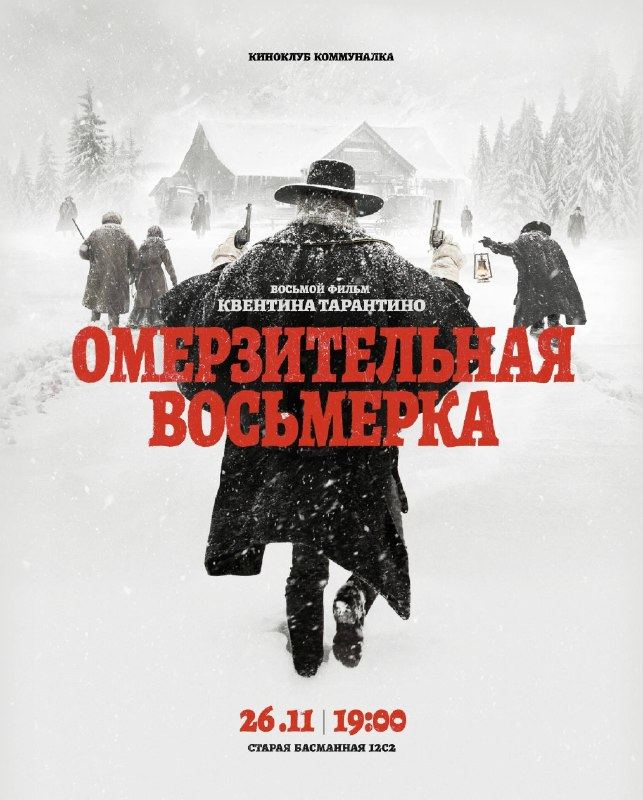 КИНОКЛУБ КОММУНАЛКА
ВОСЬМОЙ ФИЛЬМ
КВЕНТИНА ТАРАНТИНО
ОМЕРЗИТЕЛЬНАЯ
ВОСЬМЕРКА
26.11 | 19:00
СТАРАЯ БАСМАННАЯ 12С2